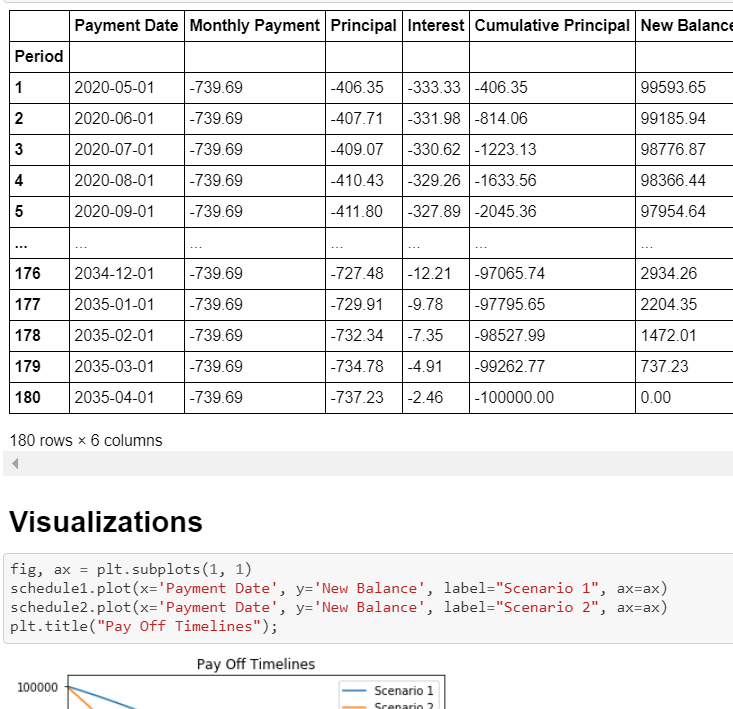 Payment Date Monthly Payment Principal Interest Cumulative Principal New Balance
Period
1 2020-05-01 -739.69 -406.35 -333.33 -406.35 99593.65
2 2020-06-01 -739.69 -407.71 -331.98 -814.06 99185.94
3 2020-07-01 -739.69 -409.07 -330.62 -1223.13 98776.87
4 2020-08-01 -739.69 -410.43 -329.26 -1633.56 98366.44
5 2020-09-01 -739.69 -411.80 -327.89 -2045.36 97954.64
... ... ... ... ... ... ...
176 2034-12-01 -739.69 -727.48 -12.21 -97065.74 2934.26
177 2035-01-01 -739.69 -729.91 -9.78 -97795.65 2204.35
178 2035-02-01 -739.69 -732.34 -7.35 -98527.99 1472.01
179 2035-03-01 -739.69 -734.78 -4.91 -99262.77 737.23
180 2035-04-01 -739.69 -737.23 -2.46 -100000.00 0.00
180 rows × 6 columns
Visualizations
fig, ax = plt.subplots(1, 1)
schedule1.plot(x='Payment Date', y='New Balance', label="Scenario 1", ax=ax)
schedule2.plot(x='Payment Date', y='New Balance', label="Scenario 2", ax=ax)
plt.title("Pay Off Timelines");
Pay Off Timelines
100000
Scenario 1
Scenario 2